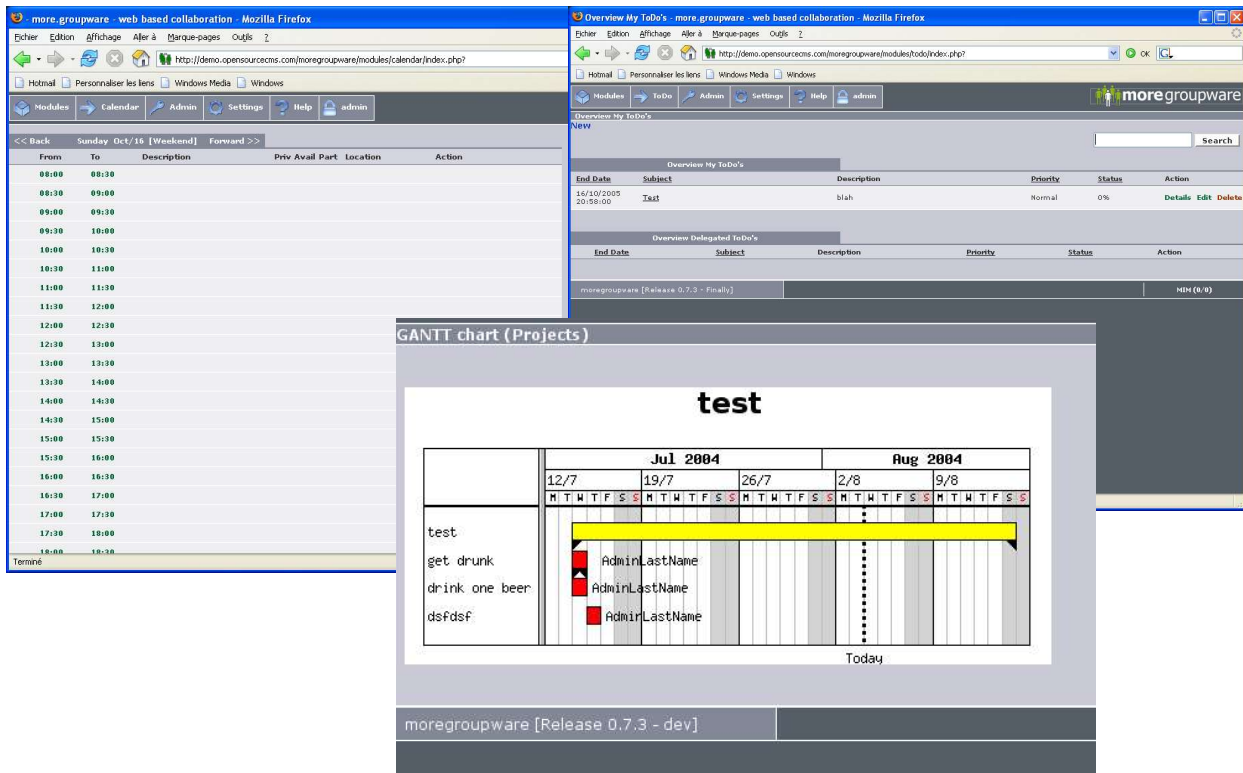 - more.groupware - web based collaboration - Mozilla Firefox
Fichier Edition Affichage Aller à Marque-pages Outils ?
http://demo.opensourcecms.com/moregroupware/modules/calendar/index.php?
Hotmail Personnaliser les liens Windows Media Windows
Modules Calendar Admin Settings Help admin
<< Back Sunday Oct/16 [Weekend] Forward >>
From To Description Priv Avail Part Location Action
08:00 08:30
08:30 09:00
09:00 09:30
09:30 10:00
10:00 10:30
10:30 11:00
11:00 11:30
11:30 12:00
12:00 12:30
12:30 13:00
13:00 13:30
13:30 14:00
14:00 14:30
14:30 15:00
15:00 15:30
15:30 16:00
16:00 16:30
16:30 17:00
17:00 17:30
17:30 18:00
18:00 18:30
Terminé
Overview My ToDo's - more.groupware - web based collaboration - Mozilla Firefox
Fichier Edition Affichage Aller à Marque-pages Outils ?
http://demo.opensourcecms.com/moregroupware/modules/todo/index.php? OK G
Hotmail Personnaliser les liens Windows Media Windows
Modules ToDo Admin Settings Help admin moregroupware
Overview My ToDo's
New
Search
Overview My ToDo's
End Date Subject Description Priority Status Action
16/10/2005
20:58:00 Test blah Normal 0% Details Edit Delete
Overview Delegated ToDo's
End Date Subject Description Priority Status Action
moregroupware [Release 0.7.3 - Finally] MIM (0/0)
GANTT chart (Projects)
test
Jul 2004 Aug 2004
12/7 19/7 26/7 2/8 9/8
M T W T F S S M T W T F S S M T W T F S S M T W T F S S M T W T F S S
test
get drunk AdminLastName
drink one beer AdminLastName
dsfdsf AdminLastName
Today
moregroupware [Release 0.7.3 - dev]